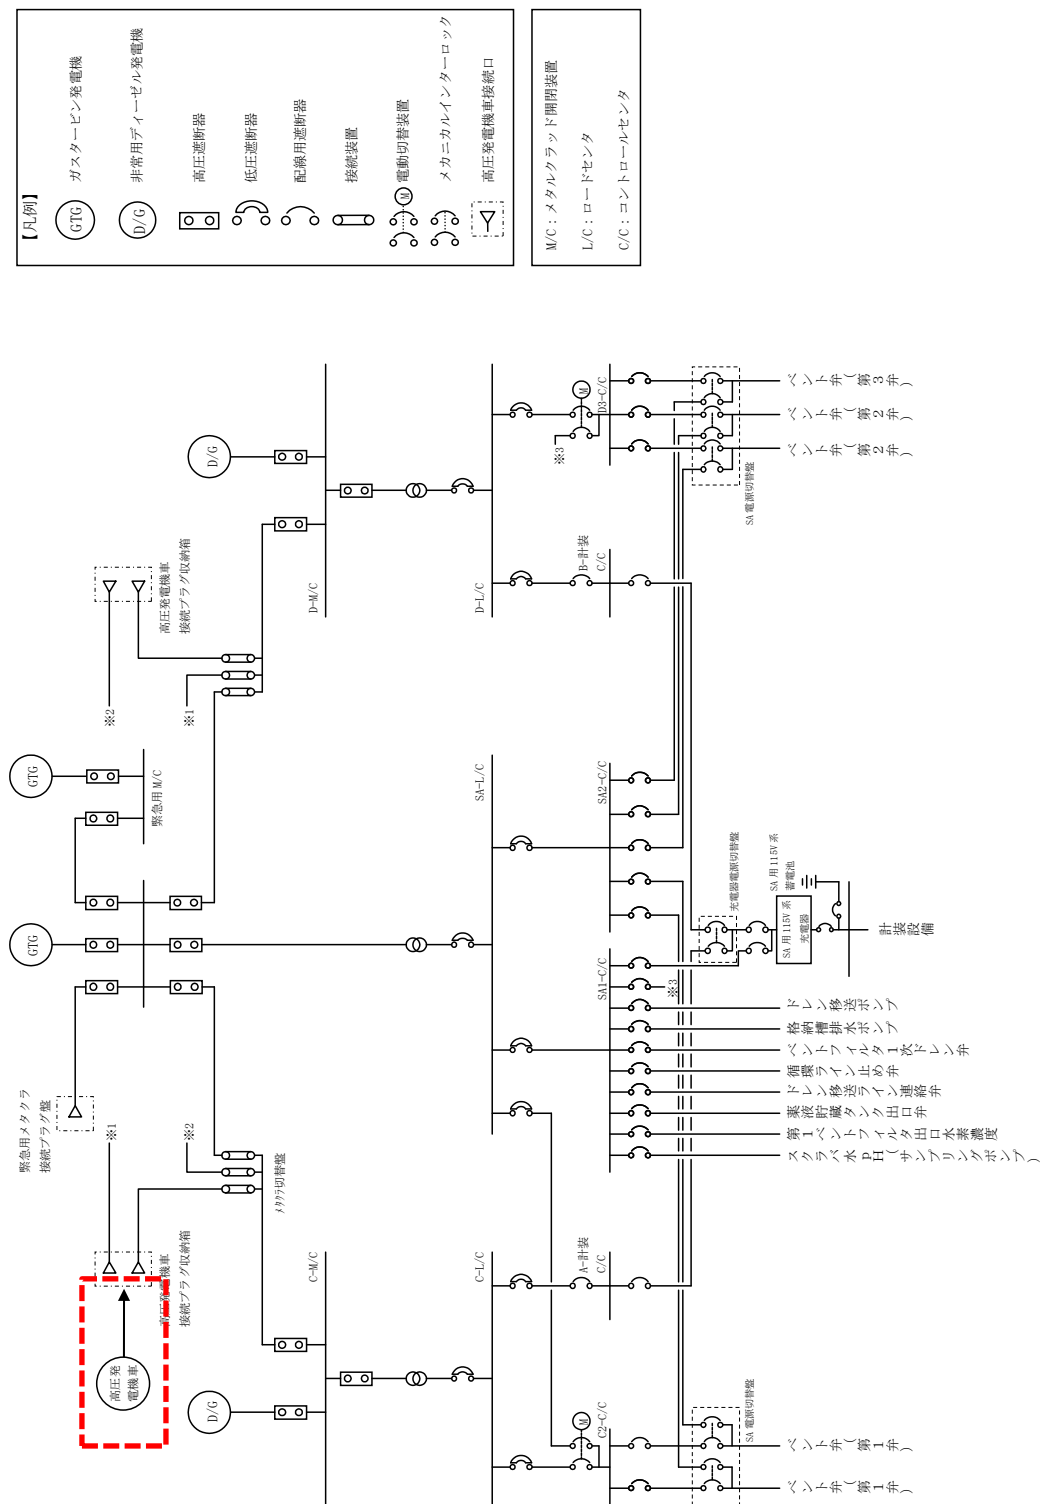 【凡例】
GTG ガスタービン発電機
D/G 非常用ディーゼル発電機
高圧遮断器
低圧遮断器
配線用遮断器
接続装置
M 電動切替装置
メカニカルインターロック
高圧発電機車接続口
M/C：メタルクラッド開閉装置
L/C：ロードセンタ
C/C：コントロールセンタ
高圧発
電機車
高圧発電機車
接続プラグ収納箱
※1
緊急用メタクラ
接続プラグ盤
※2
メタクラ切替盤
GTG
GTG
緊急用M/C
※2
※1
高圧発電機車
接続プラグ収納箱
D/G
D/G
C-M/C
D-M/C
C-L/C
SA-L/C
D-L/C
M
C2-C/C
A-計装
C/C
SA1-C/C
※3
SA2-C/C
B-計装
C/C
※3
M
D3-C/C
SA電源切替盤
充電器電源切替盤
SA用115V系
充電器
SA用115V系
蓄電池
SA電源切替盤
ベント弁（第1弁）
ベント弁（第1弁）
スクラバ水pH（サンプリングポンプ）
第1ベントフィルタ出口水素濃度
薬液貯蔵タンク出口弁
ドレン移送ライン連絡弁
循環ライン止め弁
ベントフィルタ1次ドレン弁
格納槽排水ポンプ
ドレン移送ポンプ
計装設備
ベント弁（第2弁）
ベント弁（第2弁）
ベント弁（第3弁）